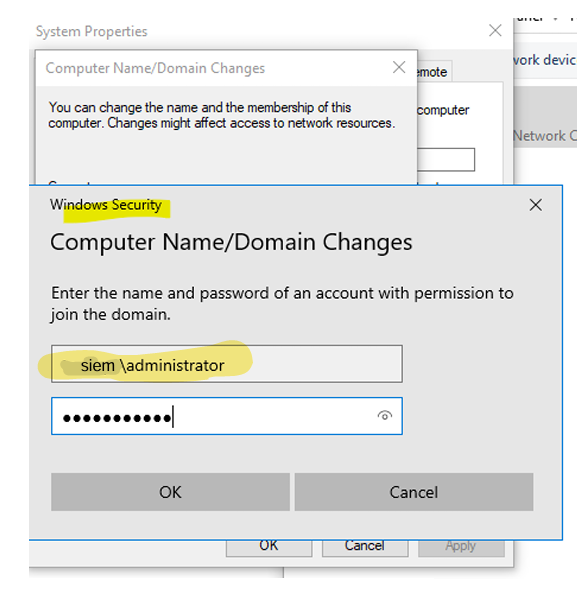 System Properties
Computer Name/Domain Changes
mote
work devic
You can change the name and the membership of this
computer. Changes might affect access to network resources.
computer
Network C
Windows Security
Computer Name/Domain Changes
Enter the name and password of an account with permission to
join the domain.
siem \administrator
●●●●●●●●●●●
OK Cancel
OK Cancel Apply